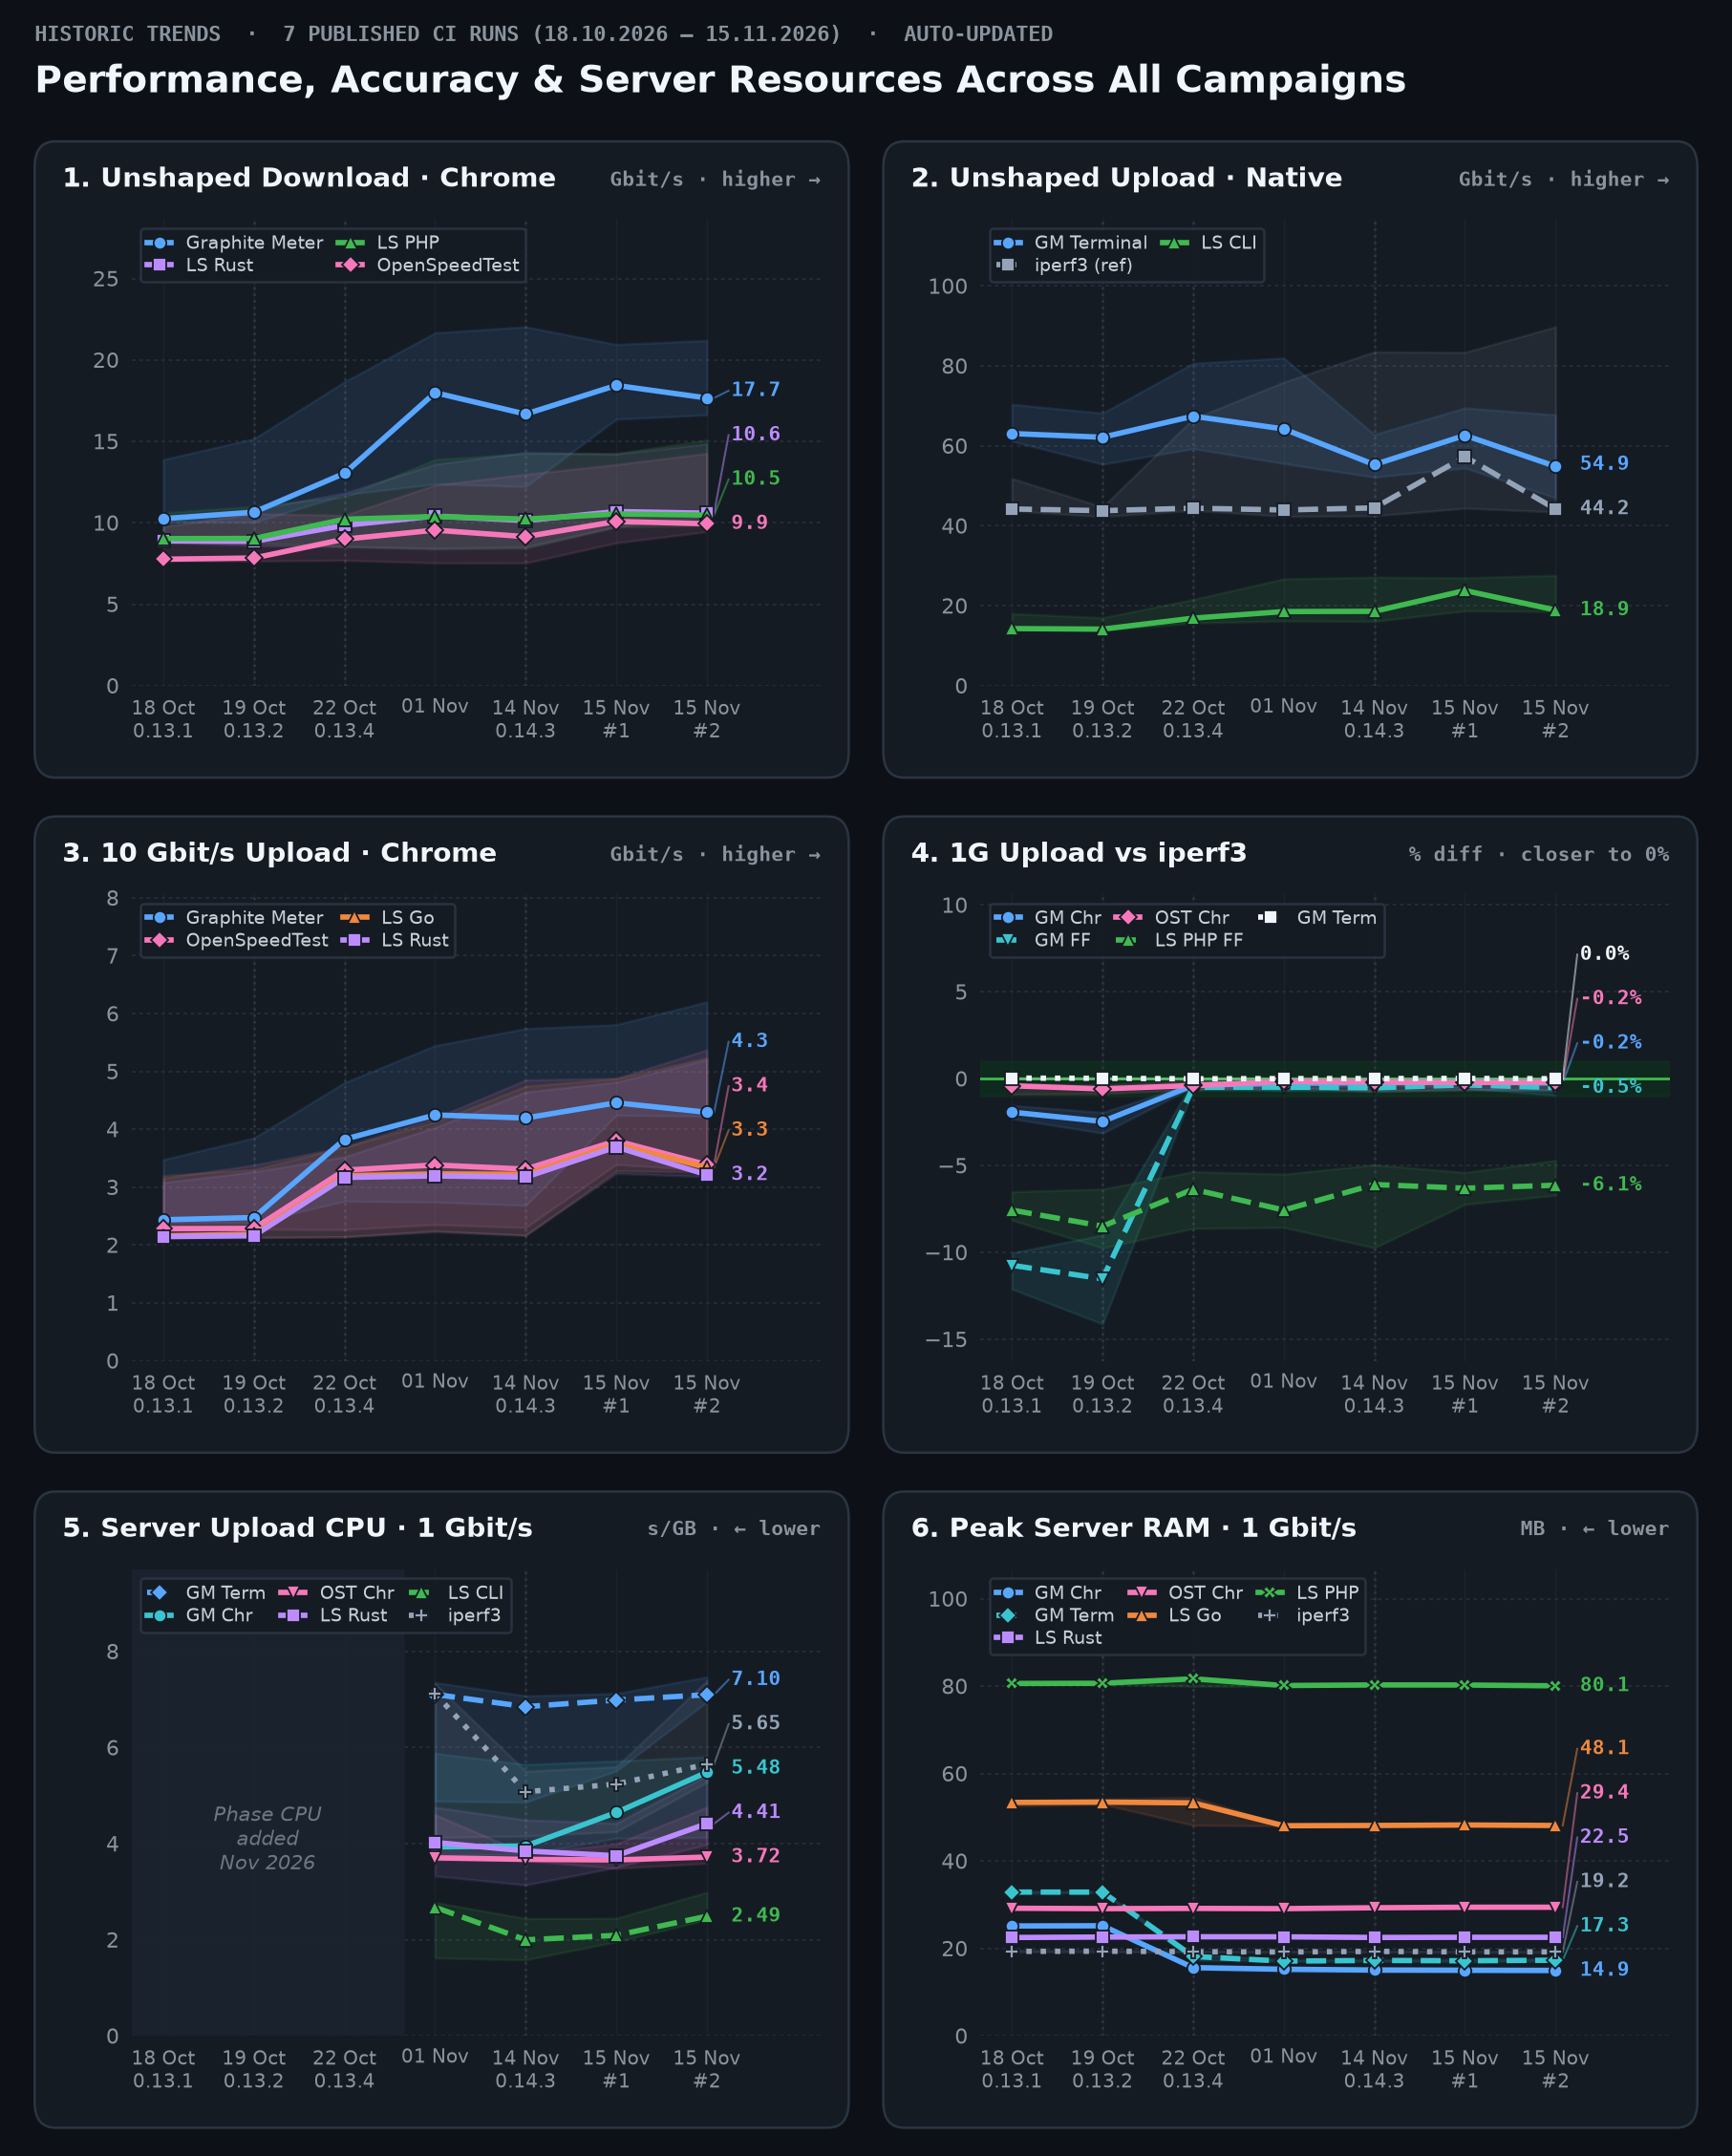 HISTORIC TRENDS · 7 PUBLISHED CI RUNS (18.10.2026 – 15.11.2026) · AUTO-UPDATED
Performance, Accuracy & Server Resources Across All Campaigns
1. Unshaped Download · Chrome
Gbit/s · higher →
Graphite Meter
LS PHP
LS Rust
OpenSpeedTest
25
20
15
10
5
0
17.7
10.6
10.5
9.9
18 Oct 19 Oct 22 Oct 01 Nov 14 Nov 15 Nov 15 Nov
0.13.1 0.13.2 0.13.4 0.14.3 #1 #2
2. Unshaped Upload · Native
Gbit/s · higher →
GM Terminal
LS CLI
iperf3 (ref)
100
80
60
40
20
0
54.9
44.2
18.9
18 Oct 19 Oct 22 Oct 01 Nov 14 Nov 15 Nov 15 Nov
0.13.1 0.13.2 0.13.4 0.14.3 #1 #2
3. 10 Gbit/s Upload · Chrome
Gbit/s · higher →
Graphite Meter
LS Go
OpenSpeedTest
LS Rust
8
7
6
5
4
3
2
1
0
4.3
3.4
3.3
3.2
18 Oct 19 Oct 22 Oct 01 Nov 14 Nov 15 Nov 15 Nov
0.13.1 0.13.2 0.13.4 0.14.3 #1 #2
4. 1G Upload vs iperf3
% diff · closer to 0%
GM Chr
OST Chr
GM Term
GM FF
LS PHP FF
10
5
0
−5
−10
−15
0.0%
-0.2%
-0.2%
-0.5%
-6.1%
18 Oct 19 Oct 22 Oct 01 Nov 14 Nov 15 Nov 15 Nov
0.13.1 0.13.2 0.13.4 0.14.3 #1 #2
5. Server Upload CPU · 1 Gbit/s
s/GB · ← lower
GM Term
OST Chr
LS CLI
GM Chr
LS Rust
iperf3
8
6
4
2
0
Phase CPU
added
Nov 2026
7.10
5.65
5.48
4.41
3.72
2.49
18 Oct 19 Oct 22 Oct 01 Nov 14 Nov 15 Nov 15 Nov
0.13.1 0.13.2 0.13.4 0.14.3 #1 #2
6. Peak Server RAM · 1 Gbit/s
MB · ← lower
GM Chr
OST Chr
LS PHP
GM Term
LS Go
iperf3
LS Rust
100
80
60
40
20
0
80.1
48.1
29.4
22.5
19.2
17.3
14.9
18 Oct 19 Oct 22 Oct 01 Nov 14 Nov 15 Nov 15 Nov
0.13.1 0.13.2 0.13.4 0.14.3 #1 #2